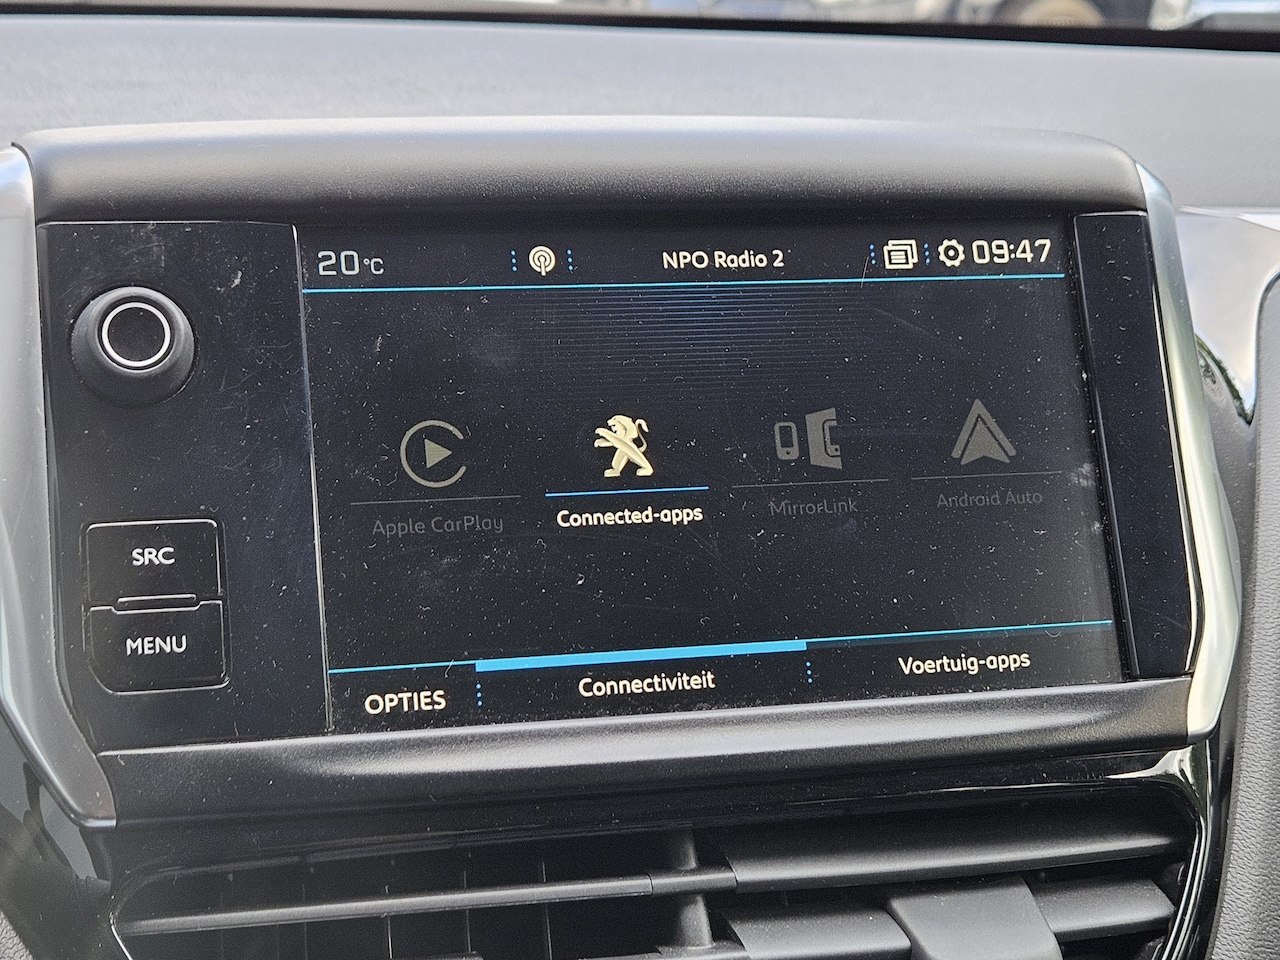 20°C
NPO Radio 2
09:47
Apple CarPlay
Connected-apps
MirrorLink
Android Auto
SRC
MENU
OPTIES
Connectiviteit
Voertuig-apps